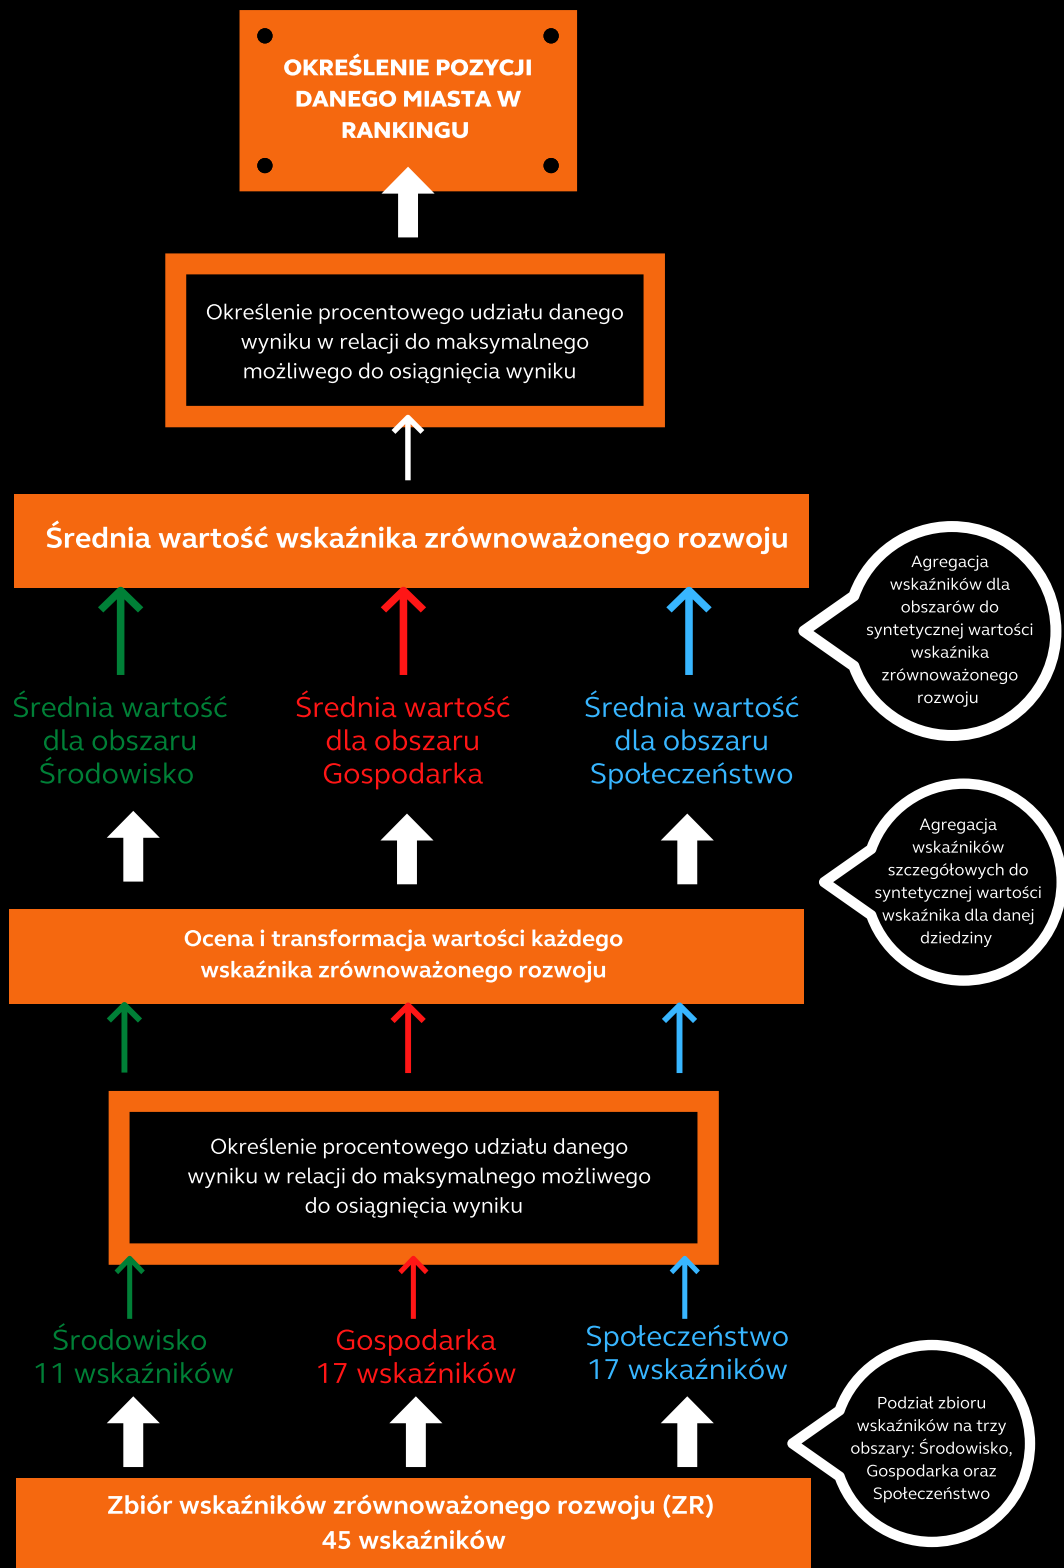 OKREŚLENIE POZYCJI
DANEGO MIASTA W
RANKINGU
Określenie procentowego udziału danego
wyniku w relacji do maksymalnego
możliwego do osiągnięcia wyniku
Średnia wartość wskaźnika zrównoważonego rozwoju
Agregacja
wskaźników dla
obszarów do
syntetycznej wartości
wskaźnika
zrównoważonego
rozwoju
Średnia wartość
dla obszaru
Środowisko
Średnia wartość
dla obszaru
Gospodarka
Średnia wartość
dla obszaru
Społeczeństwo
Agregacja
wskaźników
szczegółowych do
syntetycznej wartości
wskaźnika dla danej
dziedziny
Ocena i transformacja wartości każdego
wskaźnika zrównoważonego rozwoju
Określenie procentowego udziału danego
wyniku w relacji do maksymalnego możliwego
do osiągnięcia wyniku
Środowisko
11 wskaźników
Gospodarka
17 wskaźników
Społeczeństwo
17 wskaźników
Podział zbioru
wskaźników na trzy
obszary: Środowisko,
Gospodarka oraz
Społeczeństwo
Zbiór wskaźników zrównoważonego rozwoju (ZR)
45 wskaźników